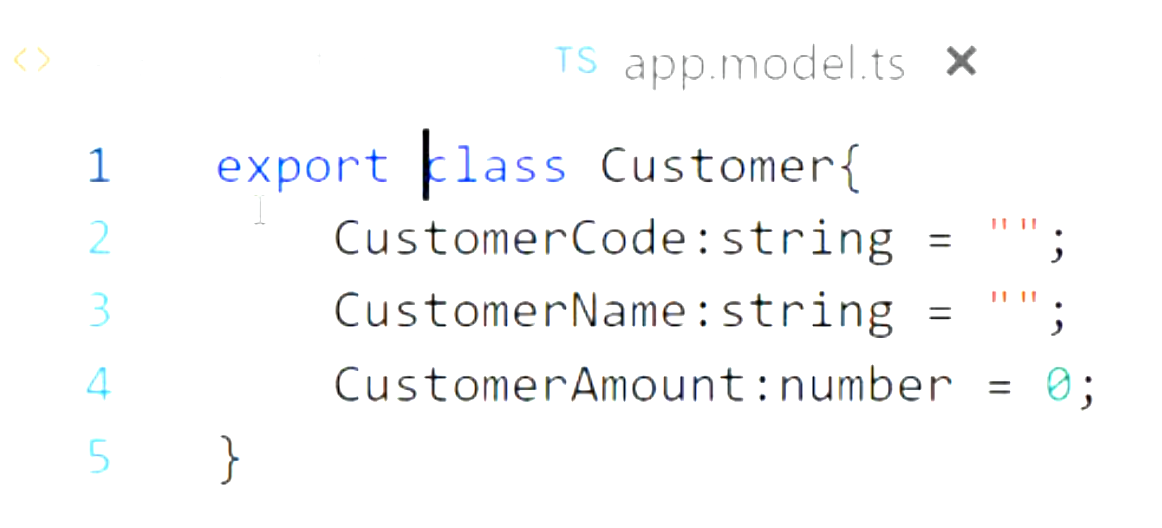 <> TS app.model.ts ×
1 export class Customer{
2 CustomerCode:string = "";
3 CustomerName:string = "";
4 CustomerAmount:number = 0;
5 }